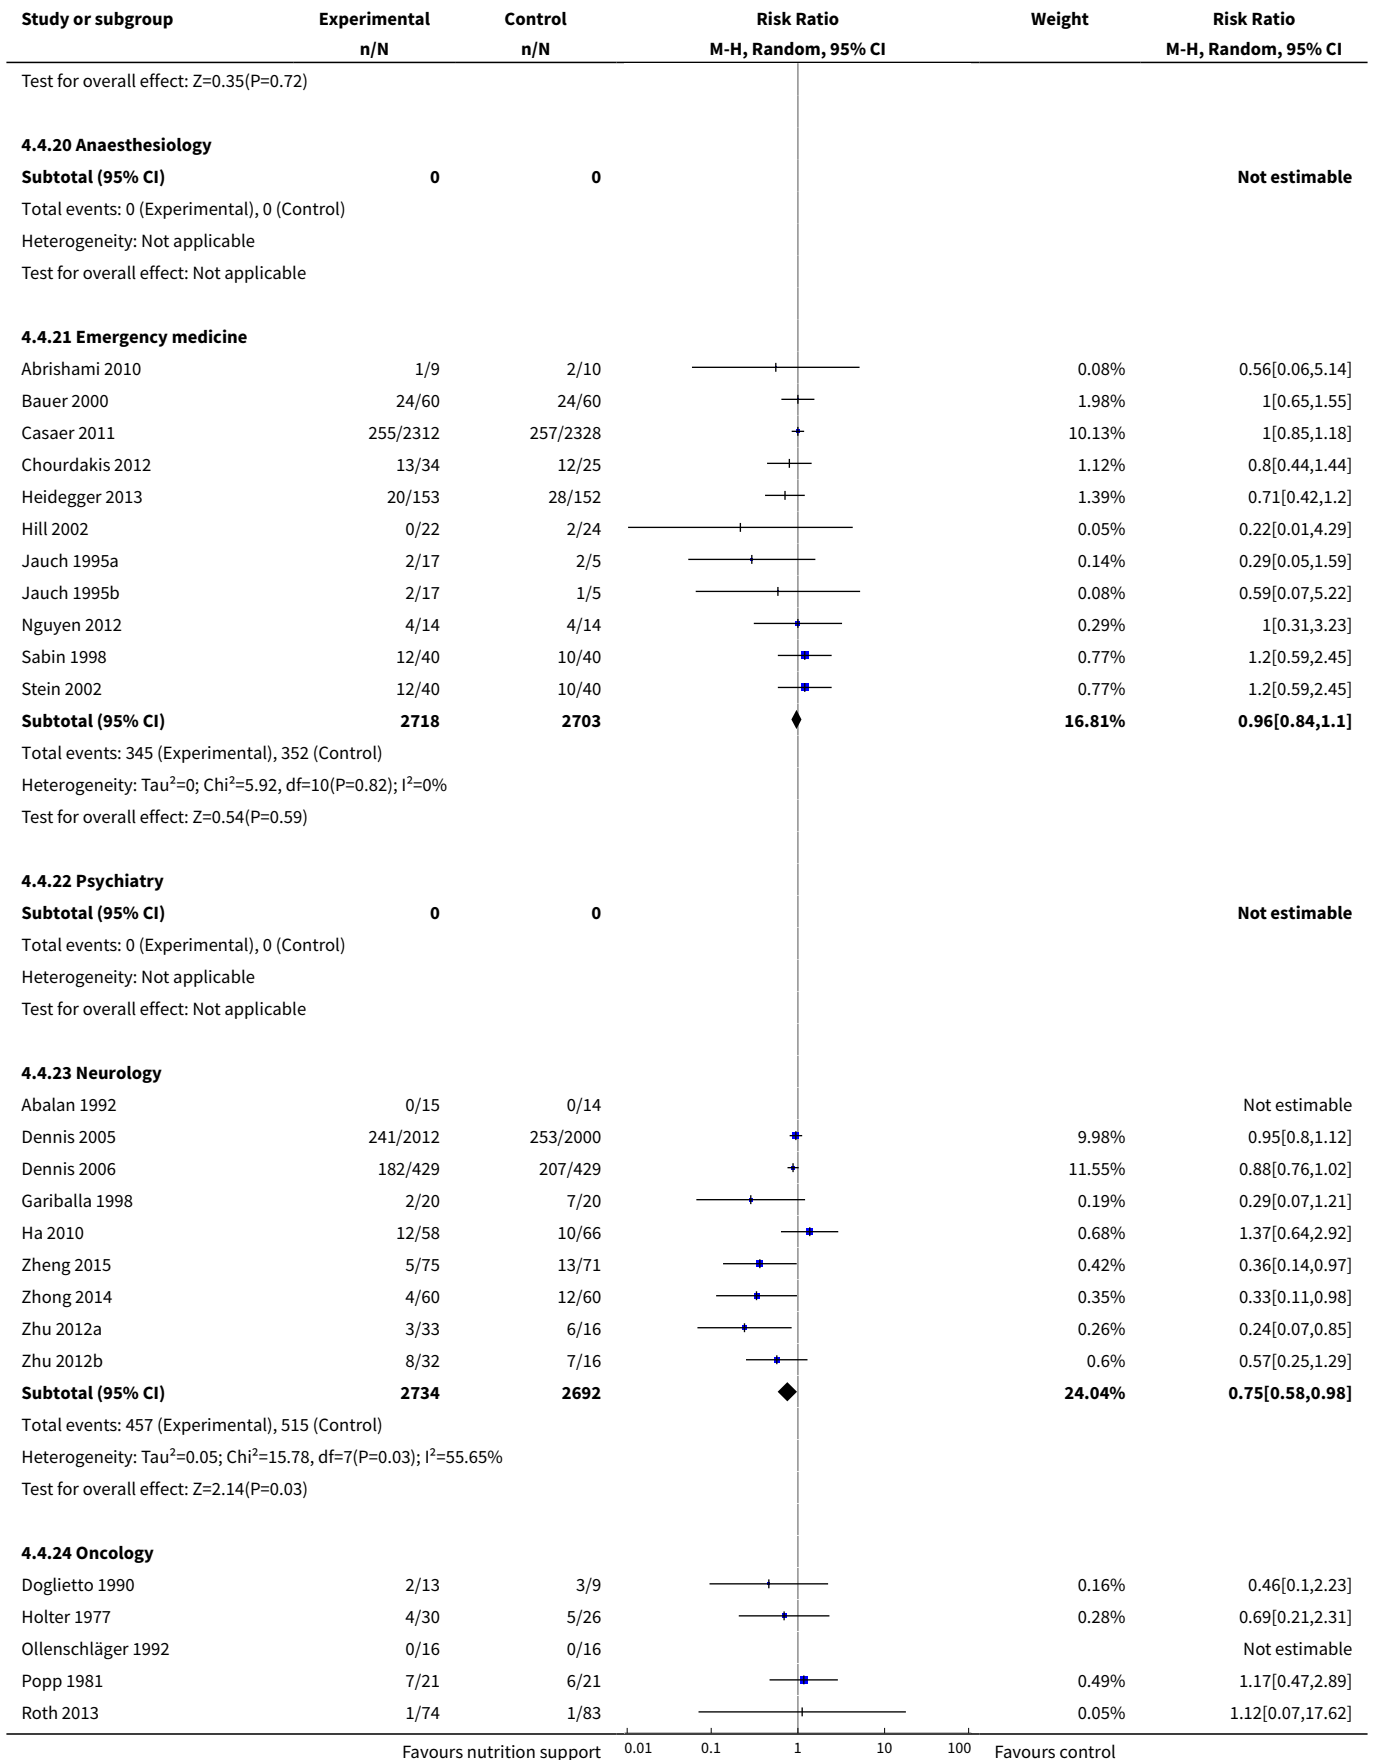 Study or subgroup Experimental Control Risk Ratio Weight Risk Ratio
n/N n/N M-H, Random, 95% CI M-H, Random, 95% CI
Test for overall effect: Z=0.35(P=0.72)
4.4.20 Anaesthesiology
Subtotal (95% CI) 0 0 Not estimable
Total events: 0 (Experimental), 0 (Control)
Heterogeneity: Not applicable
Test for overall effect: Not applicable
4.4.21 Emergency medicine
Abrishami 2010 1/9 2/10 0.08% 0.56[0.06,5.14]
Bauer 2000 24/60 24/60 1.98% 1[0.65,1.55]
Casaer 2011 255/2312 257/2328 10.13% 1[0.85,1.18]
Chourdakis 2012 13/34 12/25 1.12% 0.8[0.44,1.44]
Heidegger 2013 20/153 28/152 1.39% 0.71[0.42,1.2]
Hill 2002 0/22 2/24 0.05% 0.22[0.01,4.29]
Jauch 1995a 2/17 2/5 0.14% 0.29[0.05,1.59]
Jauch 1995b 2/17 1/5 0.08% 0.59[0.07,5.22]
Nguyen 2012 4/14 4/14 0.29% 1[0.31,3.23]
Sabin 1998 12/40 10/40 0.77% 1.2[0.59,2.45]
Stein 2002 12/40 10/40 0.77% 1.2[0.59,2.45]
Subtotal (95% CI) 2718 2703 16.81% 0.96[0.84,1.1]
Total events: 345 (Experimental), 352 (Control)
Heterogeneity: Tau²=0; Chi²=5.92, df=10(P=0.82); I²=0%
Test for overall effect: Z=0.54(P=0.59)
4.4.22 Psychiatry
Subtotal (95% CI) 0 0 Not estimable
Total events: 0 (Experimental), 0 (Control)
Heterogeneity: Not applicable
Test for overall effect: Not applicable
4.4.23 Neurology
Abalan 1992 0/15 0/14 Not estimable
Dennis 2005 241/2012 253/2000 9.98% 0.95[0.8,1.12]
Dennis 2006 182/429 207/429 11.55% 0.88[0.76,1.02]
Gariballa 1998 2/20 7/20 0.19% 0.29[0.07,1.21]
Ha 2010 12/58 10/66 0.68% 1.37[0.64,2.92]
Zheng 2015 5/75 13/71 0.42% 0.36[0.14,0.97]
Zhong 2014 4/60 12/60 0.35% 0.33[0.11,0.98]
Zhu 2012a 3/33 6/16 0.26% 0.24[0.07,0.85]
Zhu 2012b 8/32 7/16 0.6% 0.57[0.25,1.29]
Subtotal (95% CI) 2734 2692 24.04% 0.75[0.58,0.98]
Total events: 457 (Experimental), 515 (Control)
Heterogeneity: Tau²=0.05; Chi²=15.78, df=7(P=0.03); I²=55.65%
Test for overall effect: Z=2.14(P=0.03)
4.4.24 Oncology
Doglietto 1990 2/13 3/9 0.16% 0.46[0.1,2.23]
Holter 1977 4/30 5/26 0.28% 0.69[0.21,2.31]
Ollenschläger 1992 0/16 0/16 Not estimable
Popp 1981 7/21 6/21 0.49% 1.17[0.47,2.89]
Roth 2013 1/74 1/83 0.05% 1.12[0.07,17.62]
Favours nutrition support 0.01 0.1 1 10 100 Favours control